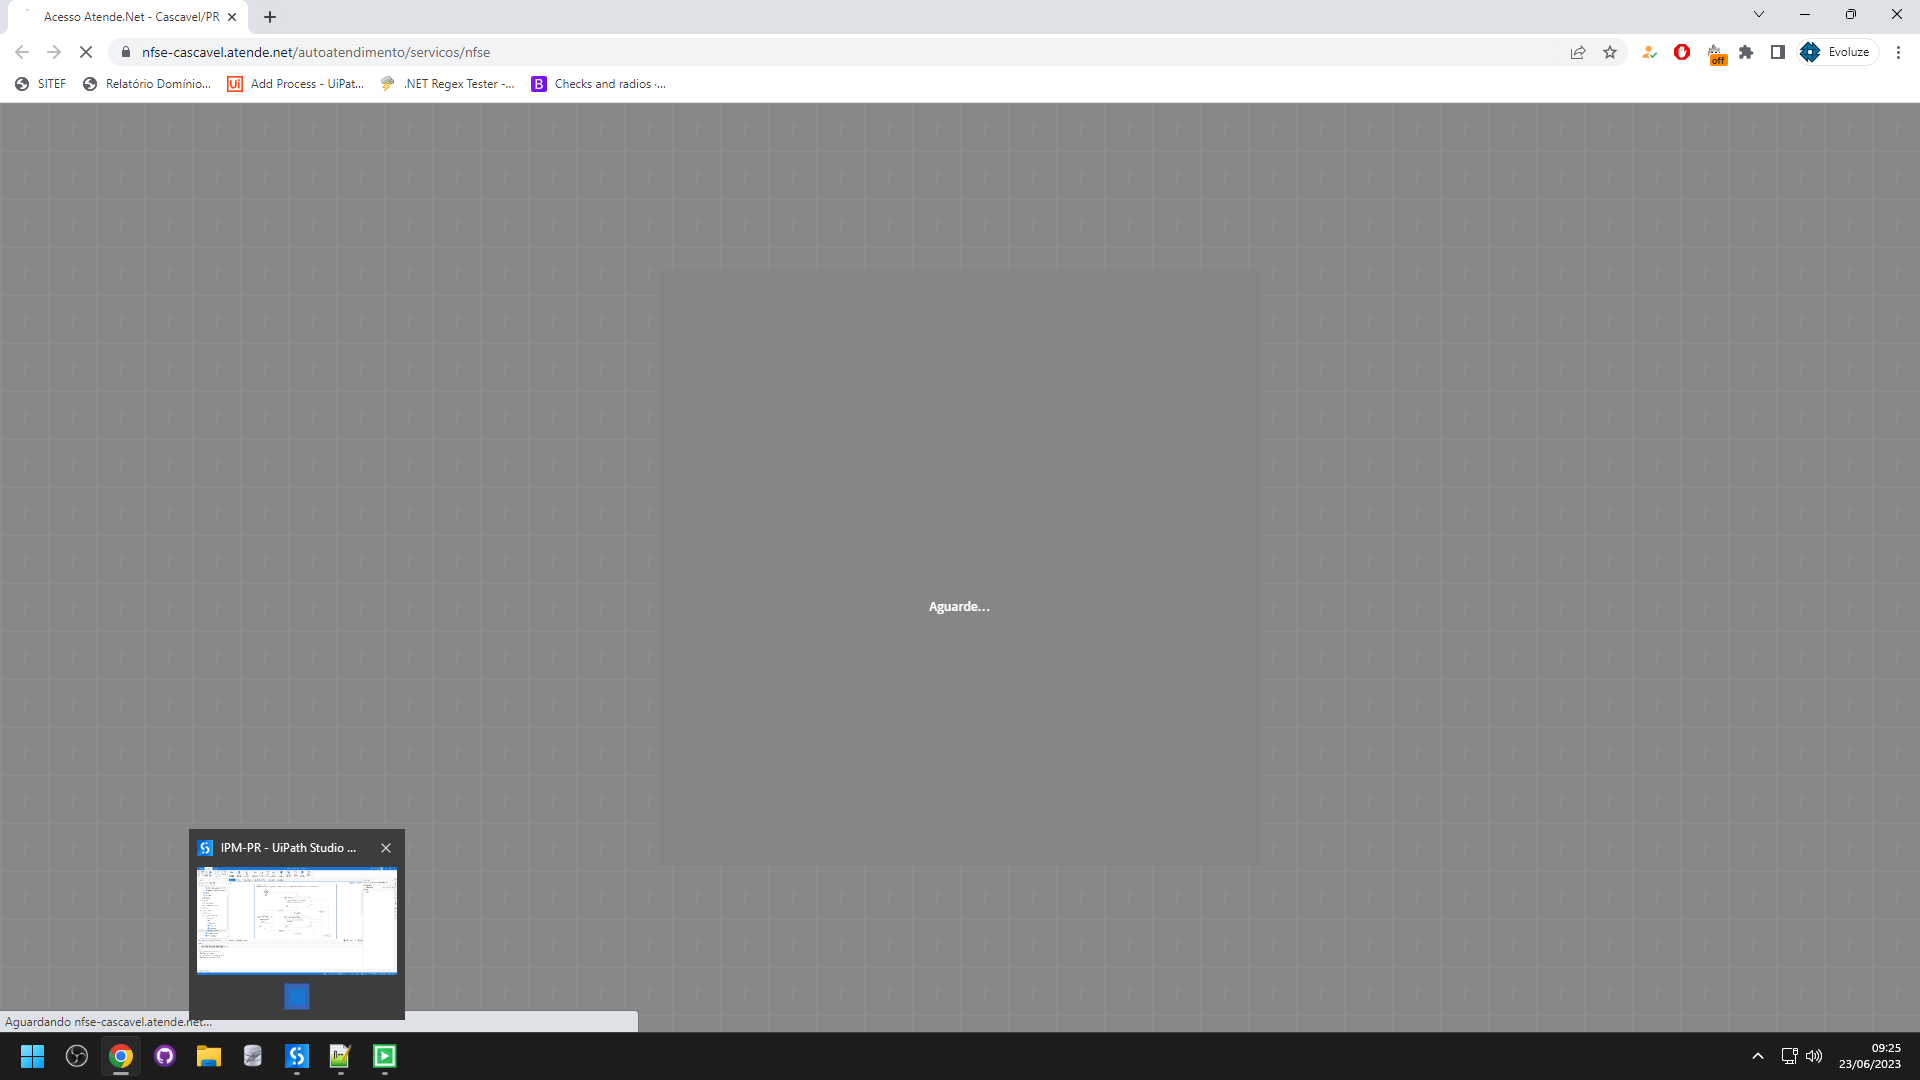 Acesso Atende.Net - Cascavel/PR
nfse-cascavel.atende.net/autoatendimento/servicos/nfse
off
Evoluze
SITEF
Relatório Domínio...
Ui
Add Process - UiPat...
.NET Regex Tester -...
B
Checks and radios ·...
Aguarde...
IPM-PR - UiPath Studio ...
Aguardando nfse-cascavel.atende.net...
09:25
23/06/2023